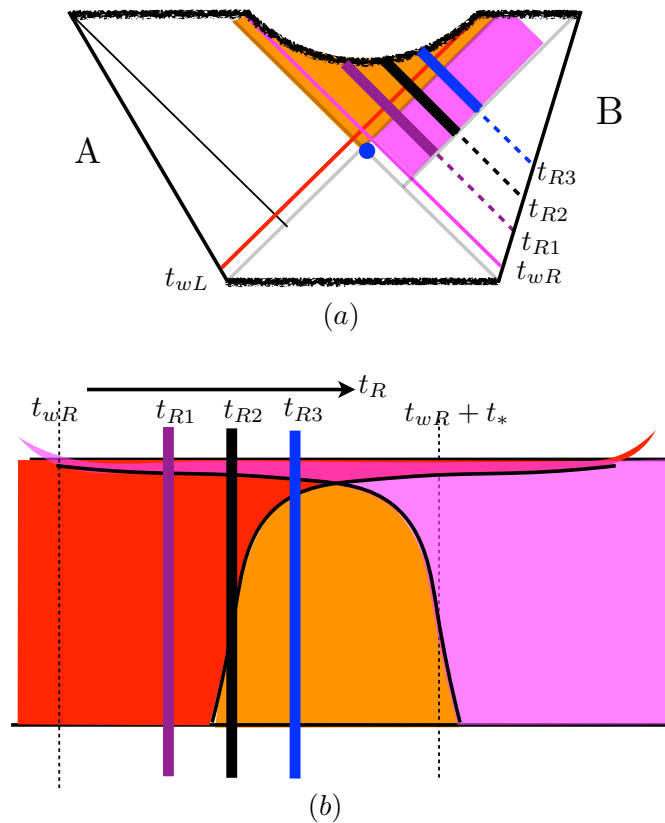 A
B
t_{R3}
t_{R2}
t_{R1}
t_{wL}
t_{wR}
(a)
t_R
t_{wR} t_{R1} t_{R2} t_{R3} t_{wR} + t_*
(b)